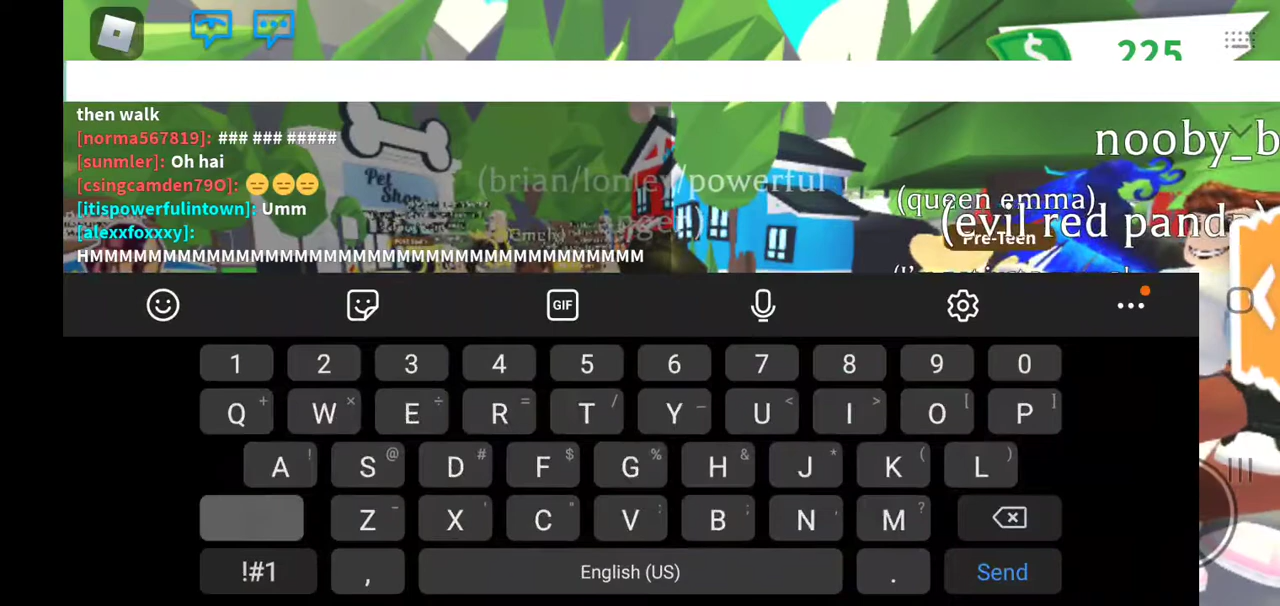 225
then walk
[norma567819]: ### ### #####
[sunmler]: Oh hai
[csingcamden79O]: 😑😑😑
[itispowerfulintown]: Umm
[alexxfoxxxy]:
HMMMMMMMMMMMMMMMMMMMMMMMMMMMMMMMMMMMMMM
Pet
Shop
(brian/lonley/powerful
nooby_b
(queen emma)
(evil red panda)
Pre-Teen
GIF
1 2 3 4 5 6 7 8 9 0
Q + W × E ÷ R = T / Y _ U < I > O [ P ]
A ! S @ D # F $ G % H & J * K ( L )
Z - X ' C " V : B ; N , M ?
!#1 , English (US) . Send